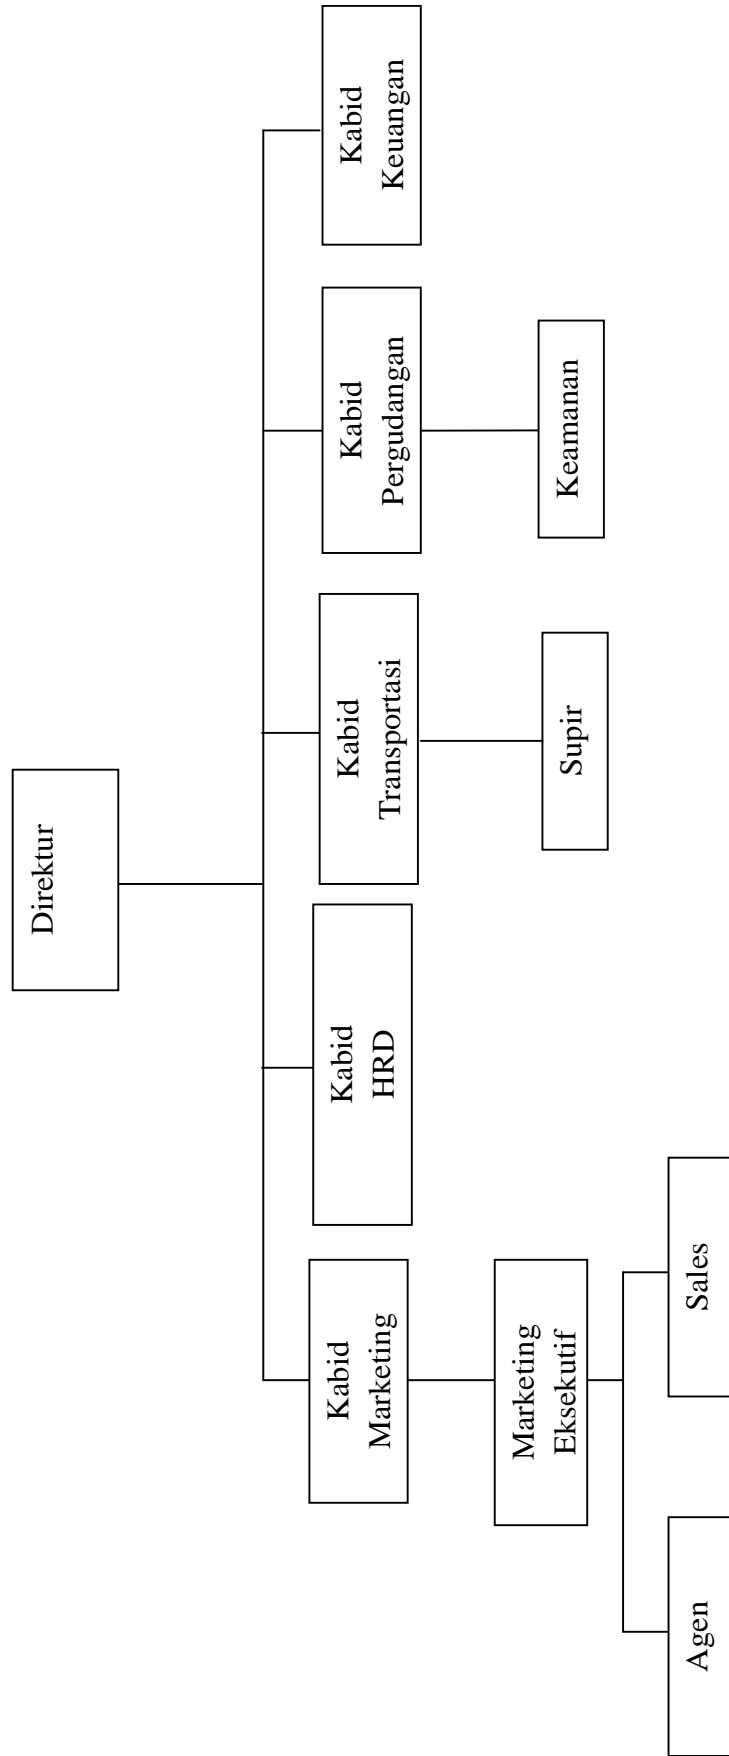 Direktur
Kabid
Marketing
Kabid
HRD
Kabid
Transportasi
Kabid
Pergudangan
Kabid
Keuangan
Marketing
Eksekutif
Supir
Keamanan
Agen
Sales